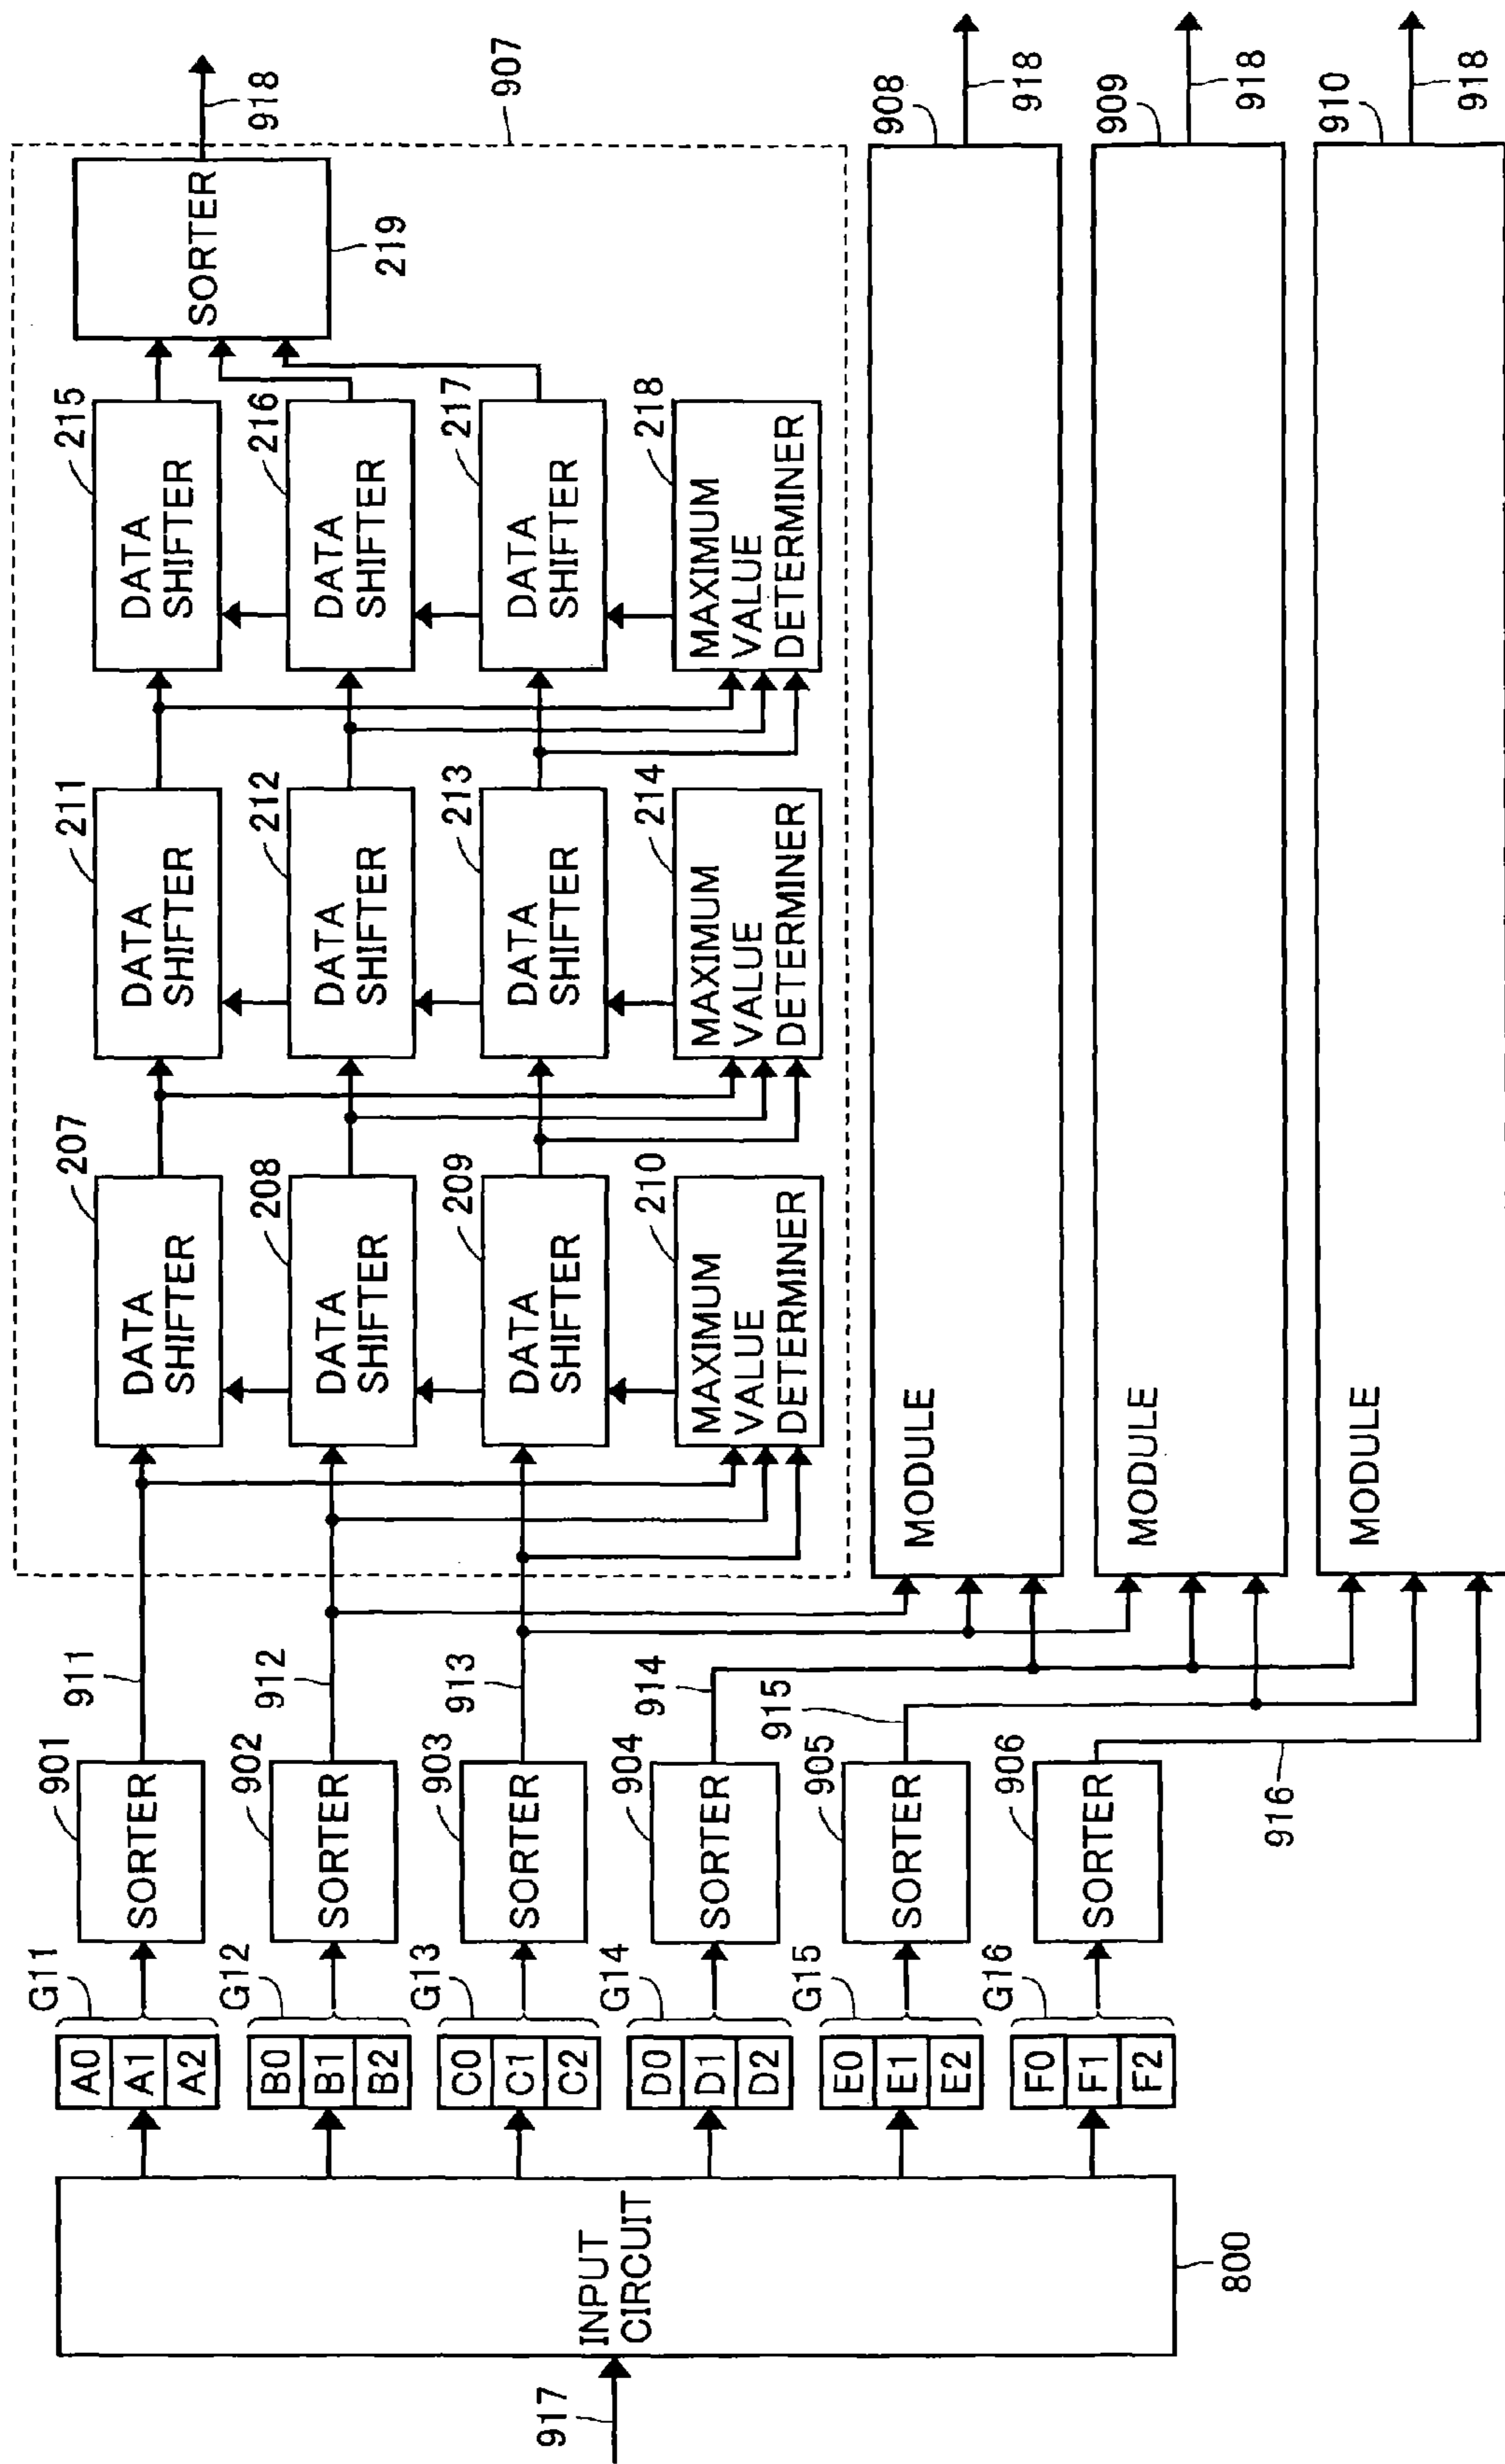 917
INPUT
CIRCUIT
800
A0
A1
A2
G11
B0
B1
B2
G12
C0
C1
C2
G13
D0
D1
D2
G14
E0
E1
E2
G15
F0
F1
F2
G16
SORTER
901
SORTER
902
SORTER
903
SORTER
904
SORTER
905
SORTER
906
911
912
913
914
915
916
907
DATA
SHIFTER
207
DATA
SHIFTER
208
DATA
SHIFTER
209
MAXIMUM
VALUE
DETERMINER
210
DATA
SHIFTER
211
DATA
SHIFTER
212
DATA
SHIFTER
213
MAXIMUM
VALUE
DETERMINER
214
DATA
SHIFTER
215
DATA
SHIFTER
216
DATA
SHIFTER
217
MAXIMUM
VALUE
DETERMINER
218
SORTER
219
918
MODULE
908
918
MODULE
909
918
MODULE
910
918